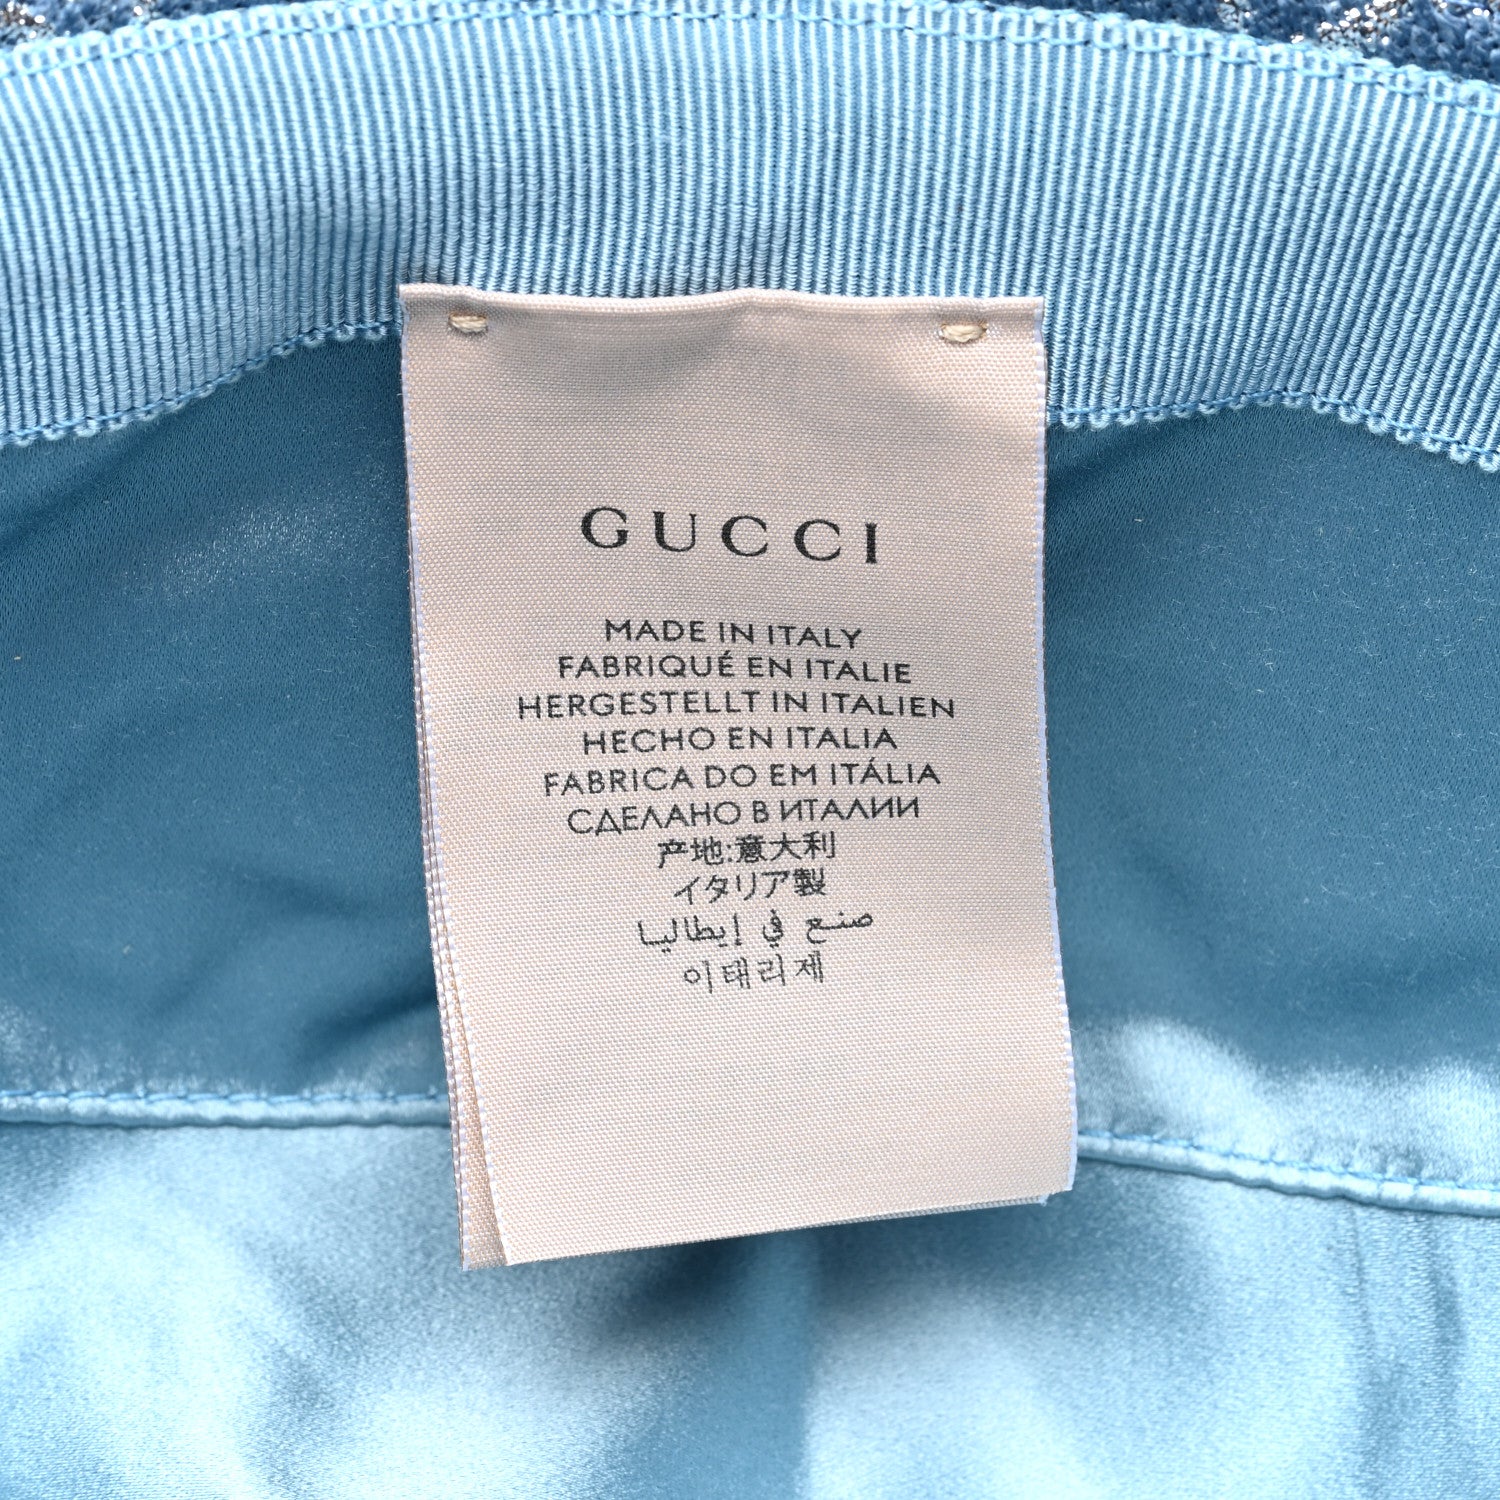 GUCCI
MADE IN ITALY
FABRIQUÉ EN ITALIE
HERGESTELLT IN ITALIEN
HECHO EN ITALIA
FABRICA DO EM ITÁLIA
СДЕЛАНО В ИТАЛИИ
产地:意大利
イタリア製
صنع في إيطاليا
이태리제